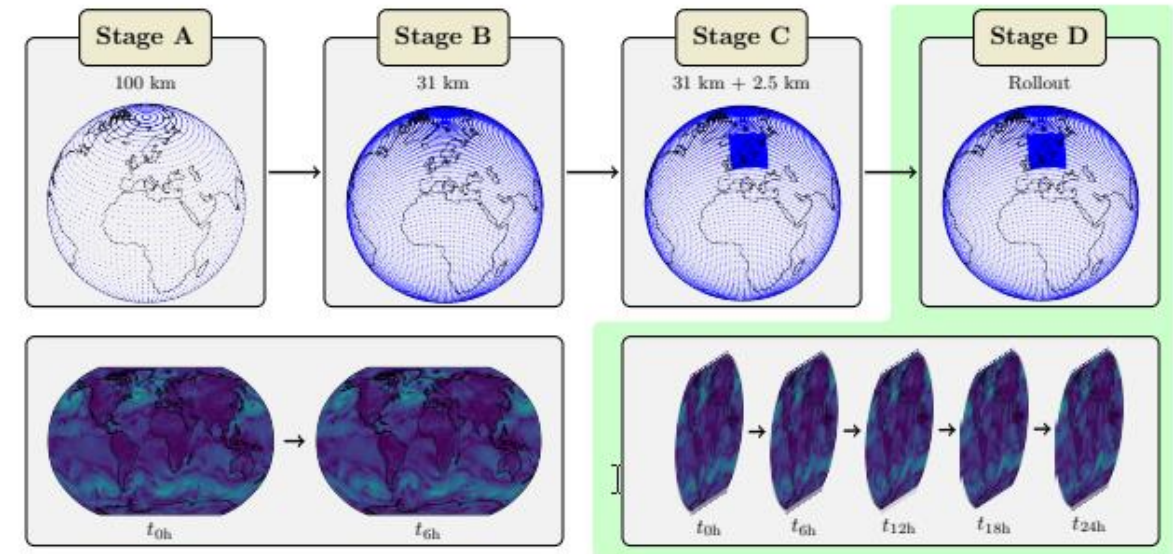 Stage A
Stage B
Stage C
Stage D
100 km
31 km
31 km + 2.5 km
Rollout
t0h
t6h
t0h
t6h
t12h
t18h
t24h